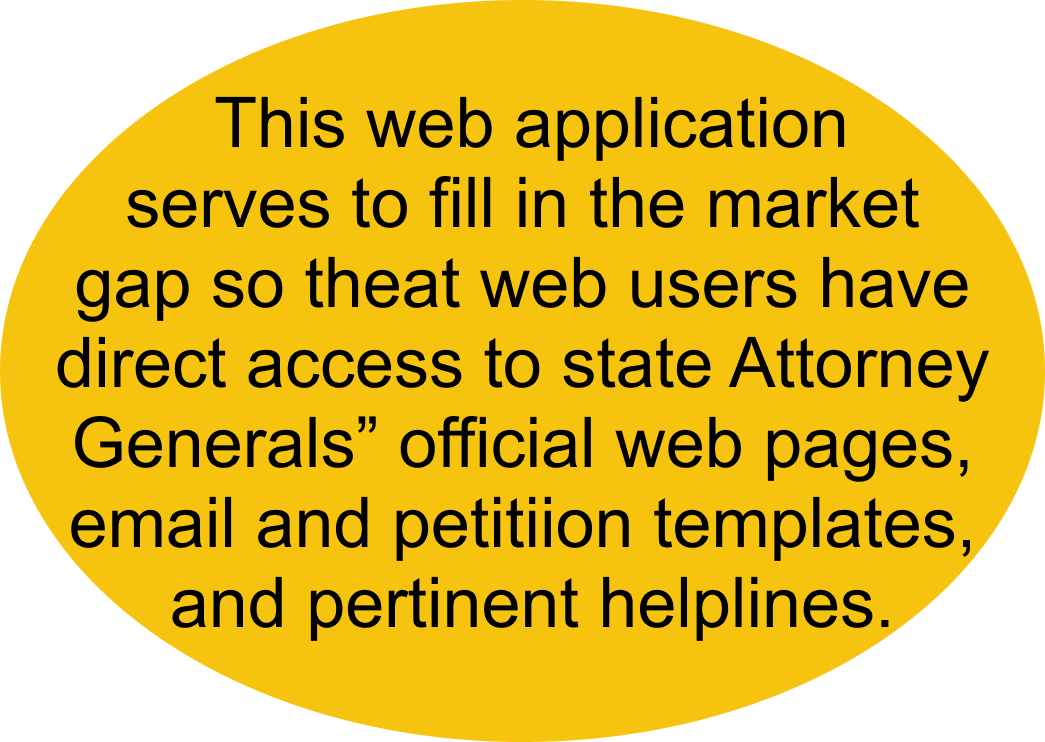 This web application
serves to fill in the market
gap so theat web users have
direct access to state Attorney
Generals” official web pages,
email and petitiion templates,
and pertinent helplines.